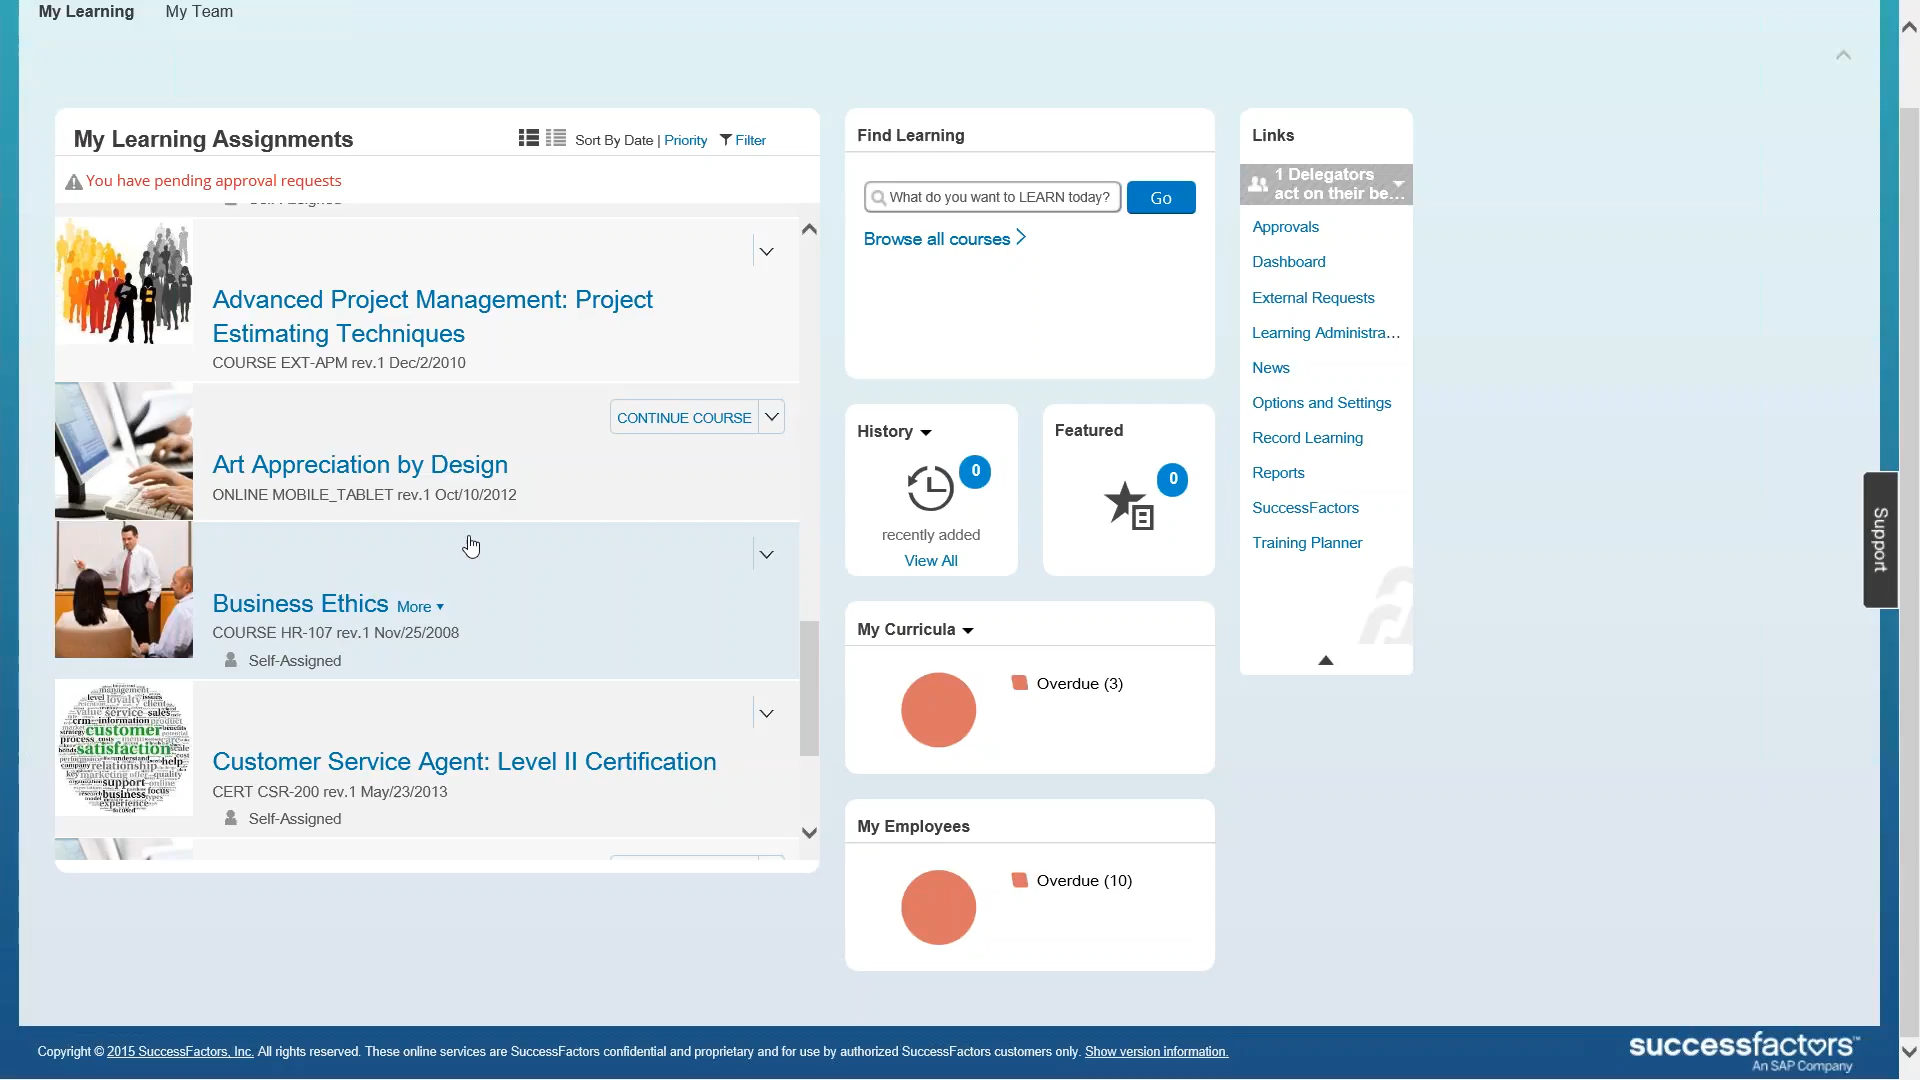 My Learning
My Team
My Learning Assignments
Sort By Date | Priority
Filter
You have pending approval requests
Self-Assigned
Advanced Project Management: Project
Estimating Techniques
COURSE EXT-APM rev.1 Dec/2/2010
CONTINUE COURSE
Art Appreciation by Design
ONLINE MOBILE_TABLET rev.1 Oct/10/2012
Business Ethics More
COURSE HR-107 rev.1 Nov/25/2008
Self-Assigned
customer
satisfaction
Customer Service Agent: Level II Certification
CERT CSR-200 rev.1 May/23/2013
Self-Assigned
Find Learning
What do you want to LEARN today?
Go
Browse all courses
History
0
recently added
View All
Featured
0
My Curricula
Overdue (3)
My Employees
Overdue (10)
Links
1 Delegators
act on their be...
Approvals
Dashboard
External Requests
Learning Administra...
News
Options and Settings
Record Learning
Reports
SuccessFactors
Training Planner
Support
Copyright © 2015 SuccessFactors, Inc. All rights reserved. These online services are SuccessFactors confidential and proprietary and for use by authorized SuccessFactors customers only. Show version information.
successfactors™
An SAP Company